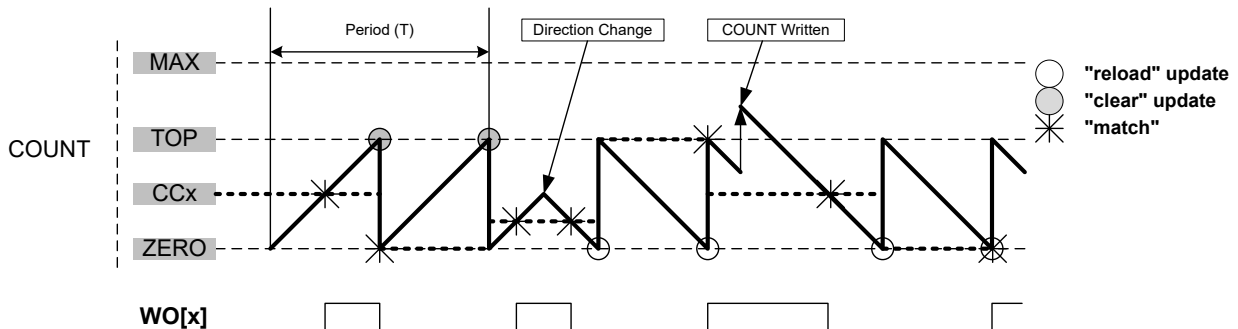 Period (T)
Direction Change
COUNT Written
MAX
"reload" update
"clear" update
TOP
"match"
COUNT
CCx
ZERO
WO[x]